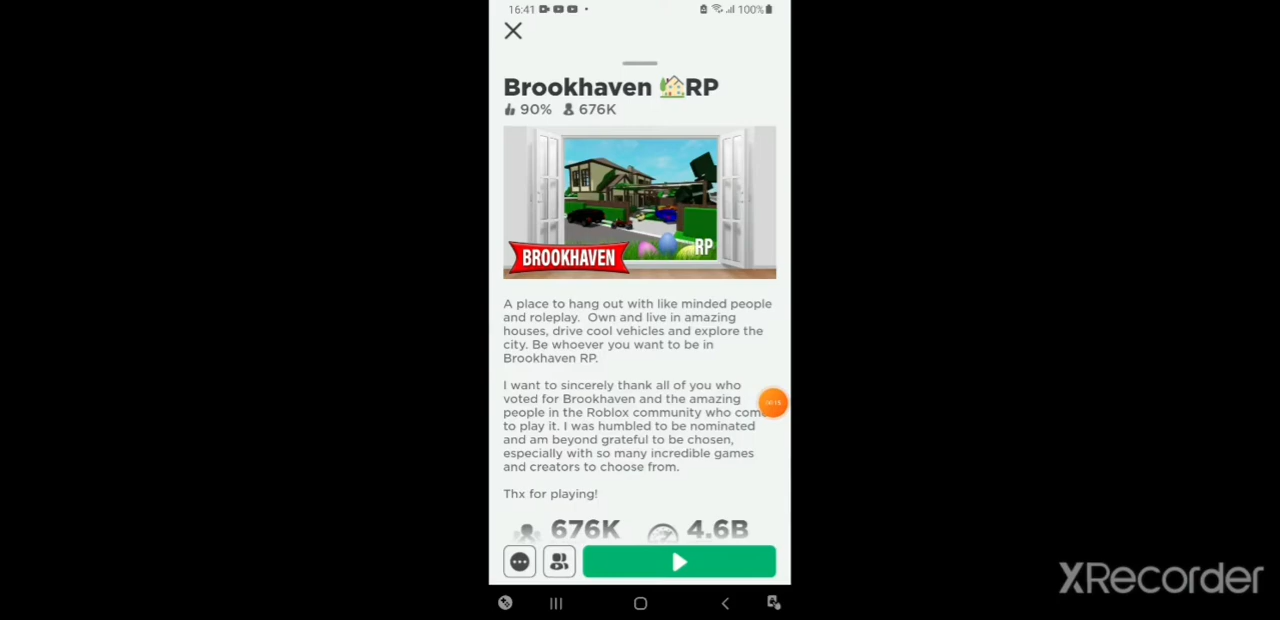 16:41
100%
Brookhaven RP
90% 676K
BROOKHAVEN
RP
A place to hang out with like minded people
and roleplay. Own and live in amazing
houses, drive cool vehicles and explore the
city. Be whoever you want to be in
Brookhaven RP.
I want to sincerely thank all of you who
voted for Brookhaven and the amazing
people in the Roblox community who com
to play it. I was humbled to be nominated
and am beyond grateful to be chosen,
especially with so many incredible games
and creators to choose from.
Thx for playing!
676K 4.6B
XRecorder